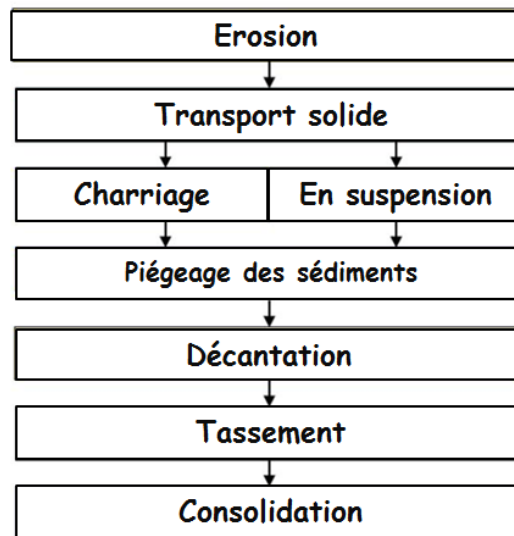 Erosion
Transport solide
Charriage
En suspension
Piégeage des sédiments
Décantation
Tassement
Consolidation